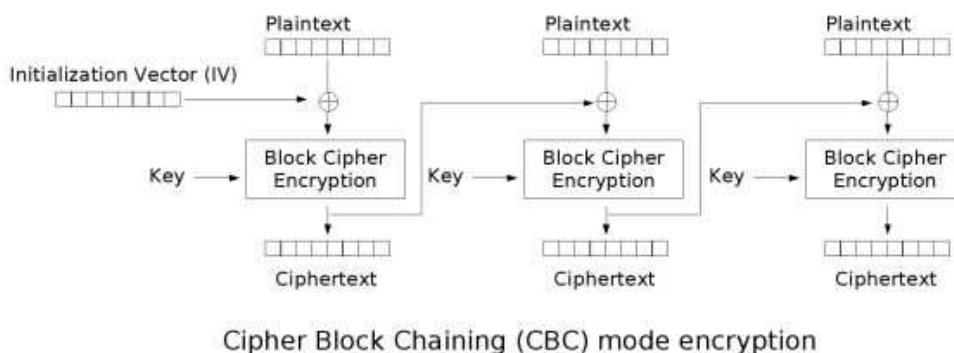 Plaintext
Plaintext
Plaintext
Initialization Vector (IV)
Block Cipher
Encryption
Block Cipher
Encryption
Block Cipher
Encryption
Key
Key
Key
Ciphertext
Ciphertext
Ciphertext
Cipher Block Chaining (CBC) mode encryption